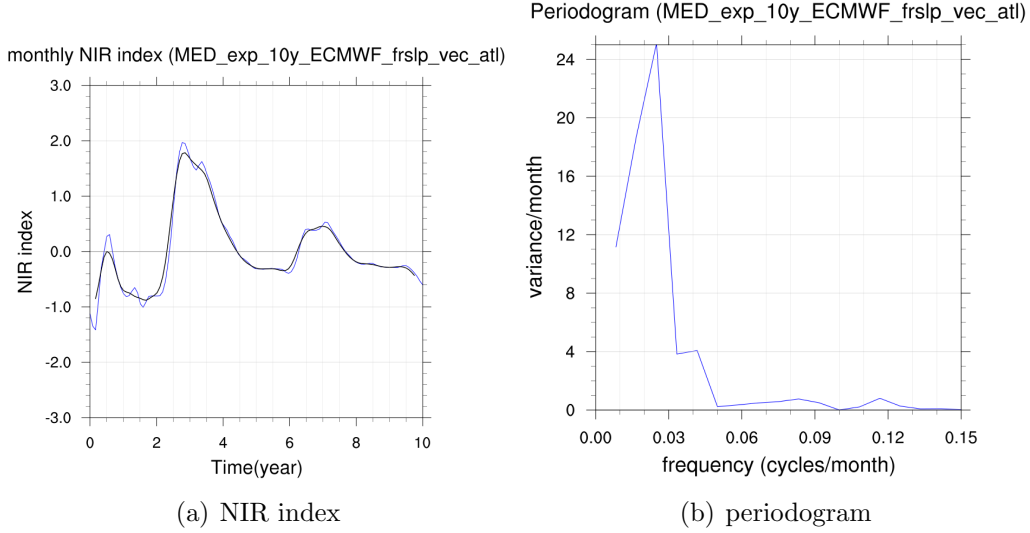 monthly NIR index (MED_exp_10y_ECMWF_frslp_vec_atl)
3.0
2.0
1.0
0.0
-1.0
-2.0
-3.0
NIR index
0 2 4 6 8 10
Time(year)
(a) NIR index
Periodogram (MED_exp_10y_ECMWF_frslp_vec_atl)
24
20
16
12
8
4
0
variance/month
0.00 0.03 0.06 0.09 0.12 0.15
frequency (cycles/month)
(b) periodogram